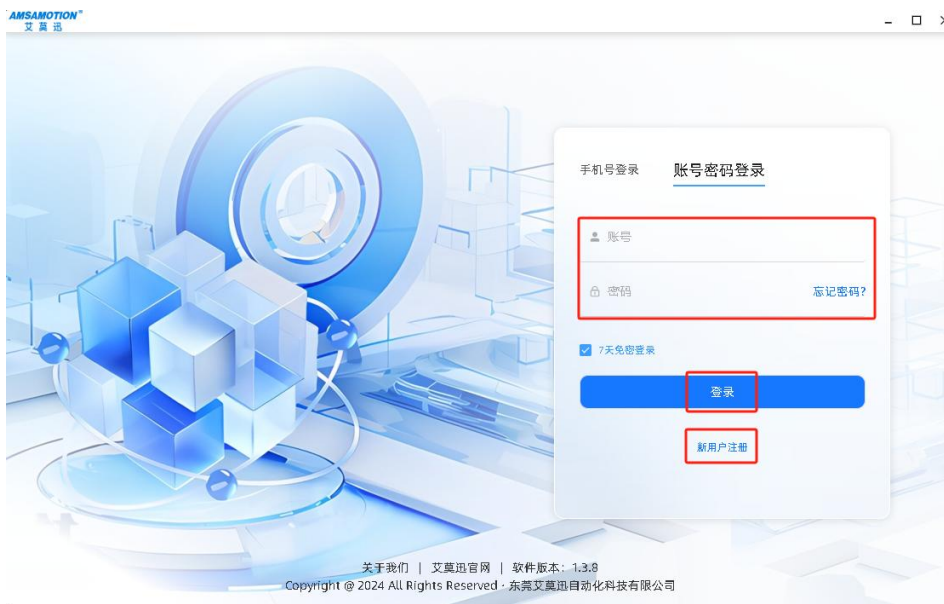 AMSAMOTION
艾莫迅
手机号登录 账号密码登录
账号
密码 忘记密码?
7天免密登录
登录
新用户注册
关于我们 | 艾莫迅官网 | 软件版本: 1.3.8
Copyright @ 2024 All Rights Reserved · 东莞艾莫迅自动化科技有限公司